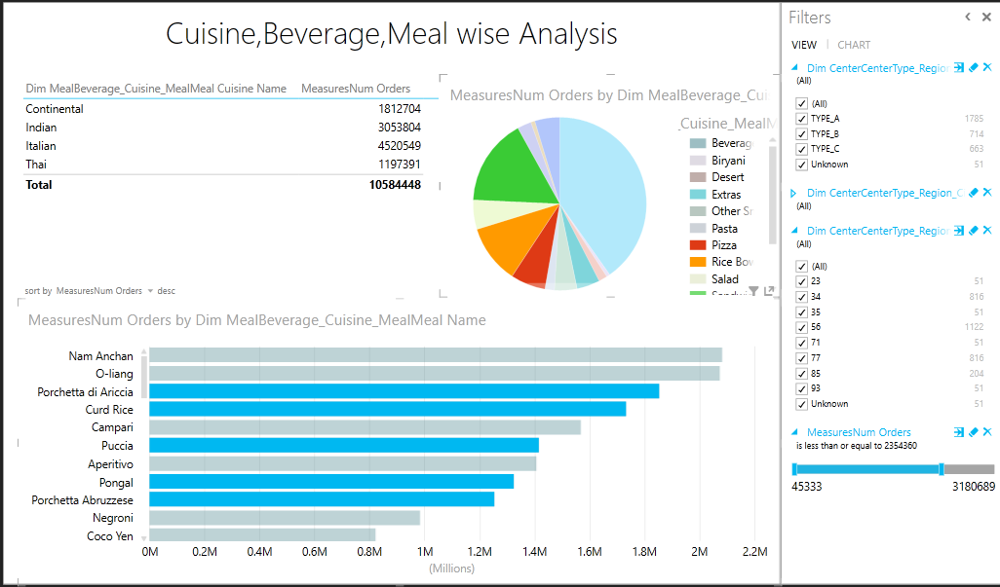 Cuisine,Beverage,Meal wise Analysis
Dim MealBeverage_Cuisine_MealMeal Cuisine Name MeasuresNum Orders
Continental 1812704
Indian 3053804
Italian 4520549
Thai 1197391
Total 10584448
sort by MeasuresNum Orders desc
MeasuresNum Orders by Dim MealBeverage_Cui
_Cuisine_MealM
Beverag
Biryani
Desert
Extras
Other Sn
Pasta
Pizza
Rice Bow
Salad
Sandwi
MeasuresNum Orders by Dim MealBeverage_Cuisine_MealMeal Name
Nam Anchan
O-liang
Porchetta di Ariccia
Curd Rice
Campari
Puccia
Aperitivo
Pongal
Porchetta Abruzzese
Negroni
Coco Yen
0M 0.2M 0.4M 0.6M 0.8M 1M 1.2M 1.4M 1.6M 1.8M 2M 2.2M
(Millions)
Filters
VIEW | CHART
Dim CenterCenterType_Region
(All)
(All)
TYPE_A 1785
TYPE_B 714
TYPE_C 663
Unknown 51
Dim CenterCenterType_Region_C
(All)
Dim CenterCenterType_Region
(All)
(All)
23 51
34 816
35 51
56 1122
71 51
77 816
85 204
93 51
Unknown 51
MeasuresNum Orders
is less than or equal to 2354360
45333 3180689